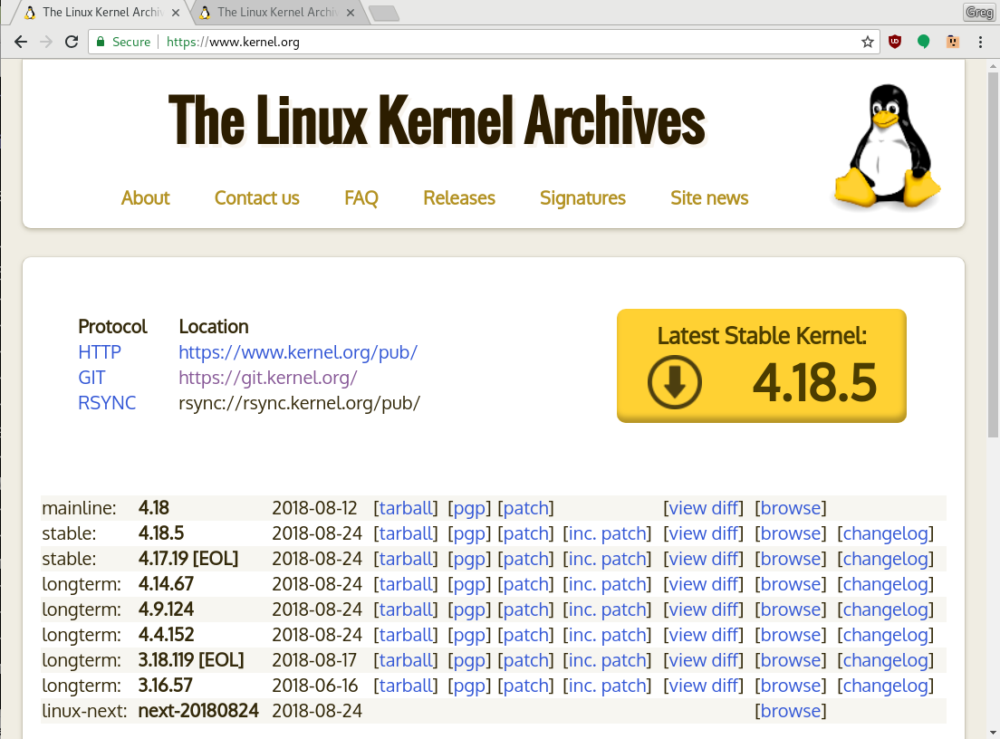 The Linux Kernel Archiv
The Linux Kernel Archiv
Greg
Secure
https://www.kernel.org
The Linux Kernel Archives
About Contact us FAQ Releases Signatures Site news
Protocol Location
HTTP https://www.kernel.org/pub/
GIT https://git.kernel.org/
RSYNC rsync://rsync.kernel.org/pub/
Latest Stable Kernel:
4.18.5
mainline: 4.18 2018-08-12 [tarball] [pgp] [patch] [view diff] [browse]
stable: 4.18.5 2018-08-24 [tarball] [pgp] [patch] [inc. patch] [view diff] [browse] [changelog]
stable: 4.17.19 [EOL] 2018-08-24 [tarball] [pgp] [patch] [inc. patch] [view diff] [browse] [changelog]
longterm: 4.14.67 2018-08-24 [tarball] [pgp] [patch] [inc. patch] [view diff] [browse] [changelog]
longterm: 4.9.124 2018-08-24 [tarball] [pgp] [patch] [inc. patch] [view diff] [browse] [changelog]
longterm: 4.4.152 2018-08-24 [tarball] [pgp] [patch] [inc. patch] [view diff] [browse] [changelog]
longterm: 3.18.119 [EOL] 2018-08-17 [tarball] [pgp] [patch] [inc. patch] [view diff] [browse] [changelog]
longterm: 3.16.57 2018-06-16 [tarball] [pgp] [patch] [inc. patch] [view diff] [browse] [changelog]
linux-next: next-20180824 2018-08-24 [browse]